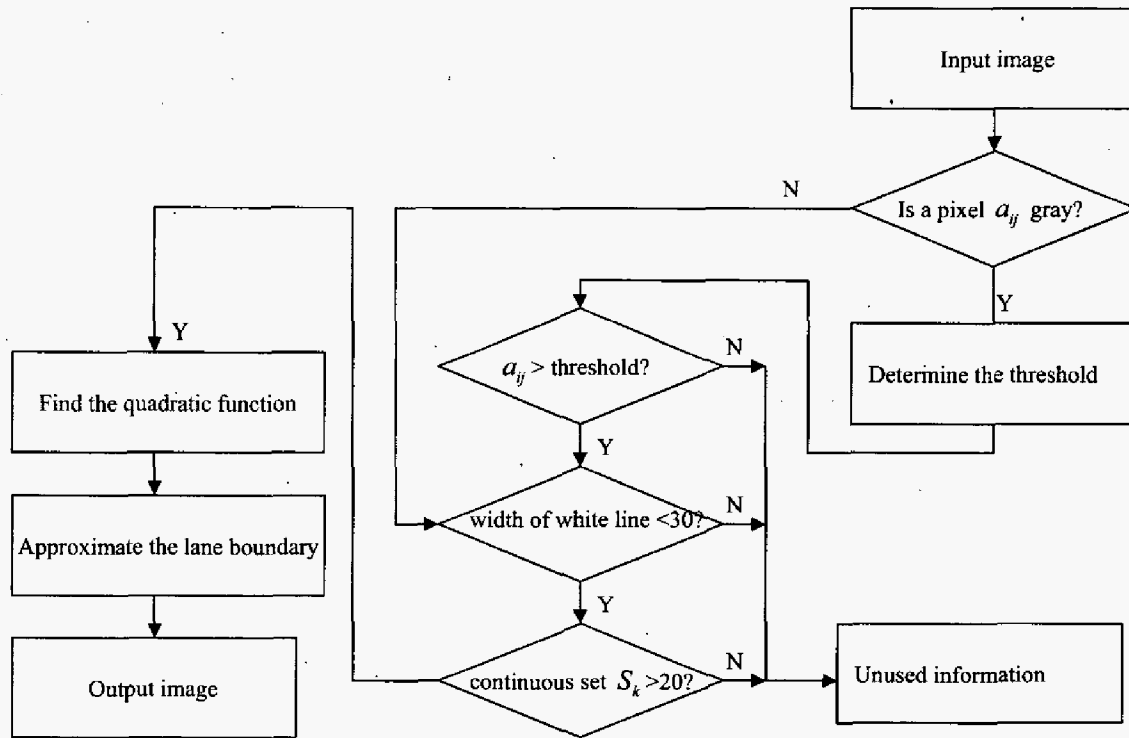 Input image
N
Is a pixel a_ij gray?
Y
Y
a_ij > threshold?
N
Determine the threshold
Find the quadratic function
Y
width of white line <30?
N
Approximate the lane boundary
Y
continuous set S_k >20?
N
Unused information
Output image